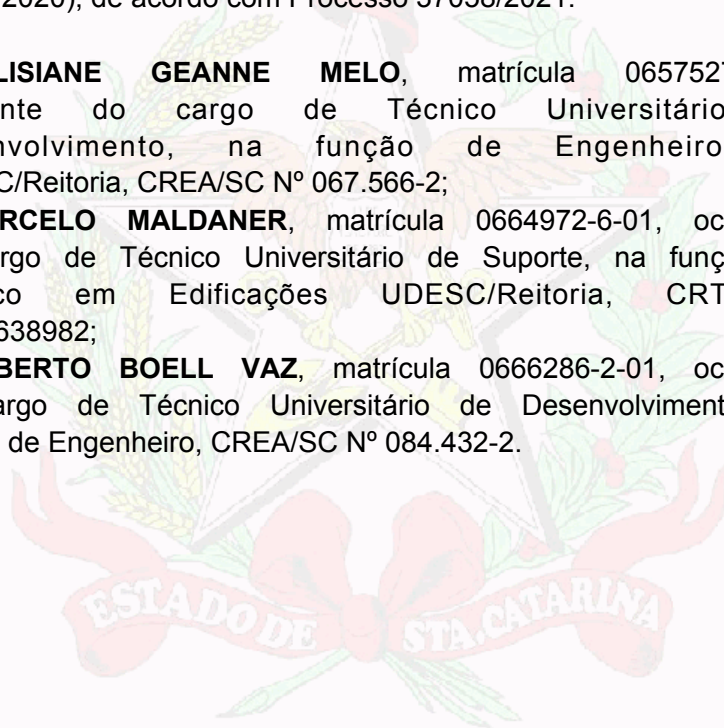 2020), de acordo com Processo 37058/2021.
LISIANE GEANNE MELO, matrícula 0657527
nte do cargo de Técnico Universitário
nvolvimento, na função de Engenheiro
C/Reitoria, CREA/SC Nº 067.566-2;
RCELO MALDANER, matrícula 0664972-6-01, oc
argo de Técnico Universitário de Suporte, na funç
co em Edificações UDESC/Reitoria, CRT
638982;
BERTO BOELL VAZ, matrícula 0666286-2-01, oc
argo de Técnico Universitário de Desenvolviment
de Engenheiro, CREA/SC Nº 084.432-2.
ESTADO DE STA.CATARINA